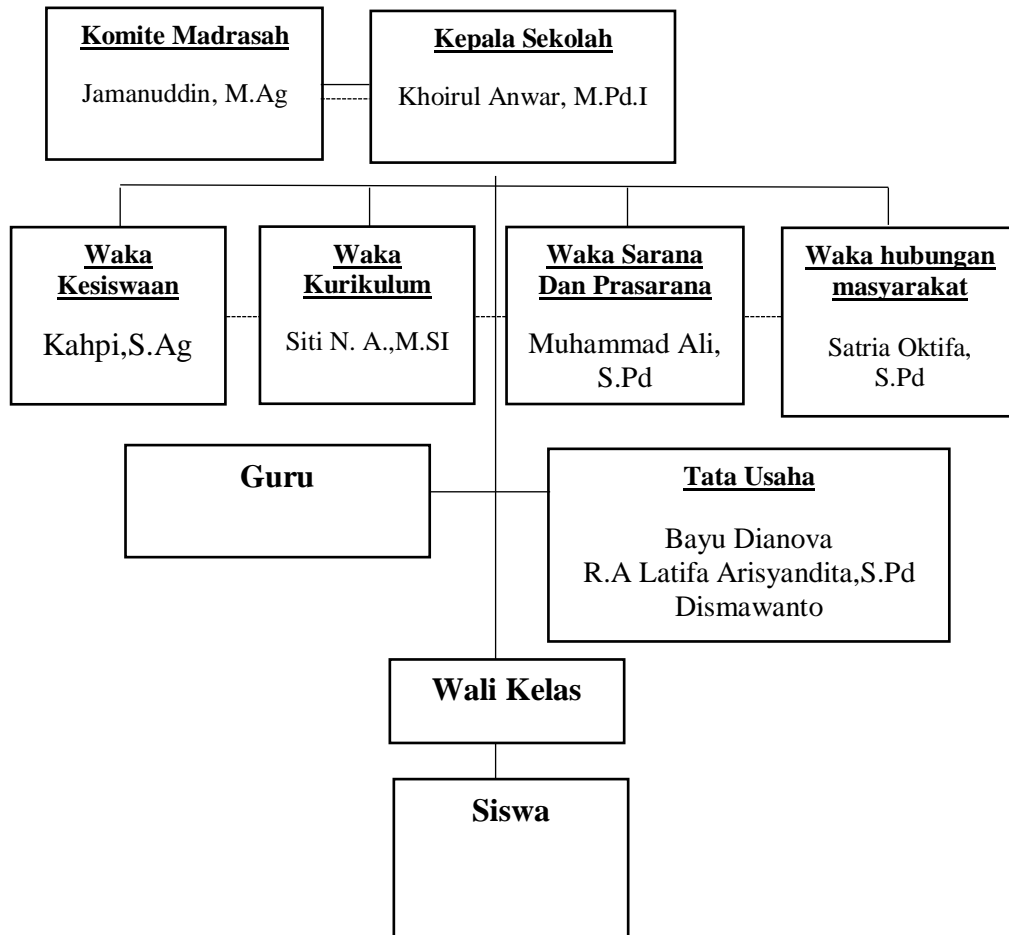 Komite Madrasah
Jamanuddin, M.Ag
Kepala Sekolah
Khoirul Anwar, M.Pd.I
Waka
Kesiswaan
Kahpi,S.Ag
Waka
Kurikulum
Siti N. A.,M.SI
Waka Sarana
Dan Prasarana
Muhammad Ali,
S.Pd
Waka hubungan
masyarakat
Satria Oktifa,
S.Pd
Guru
Tata Usaha
Bayu Dianova
R.A Latifa Arisyandita,S.Pd
Dismawanto
Wali Kelas
Siswa